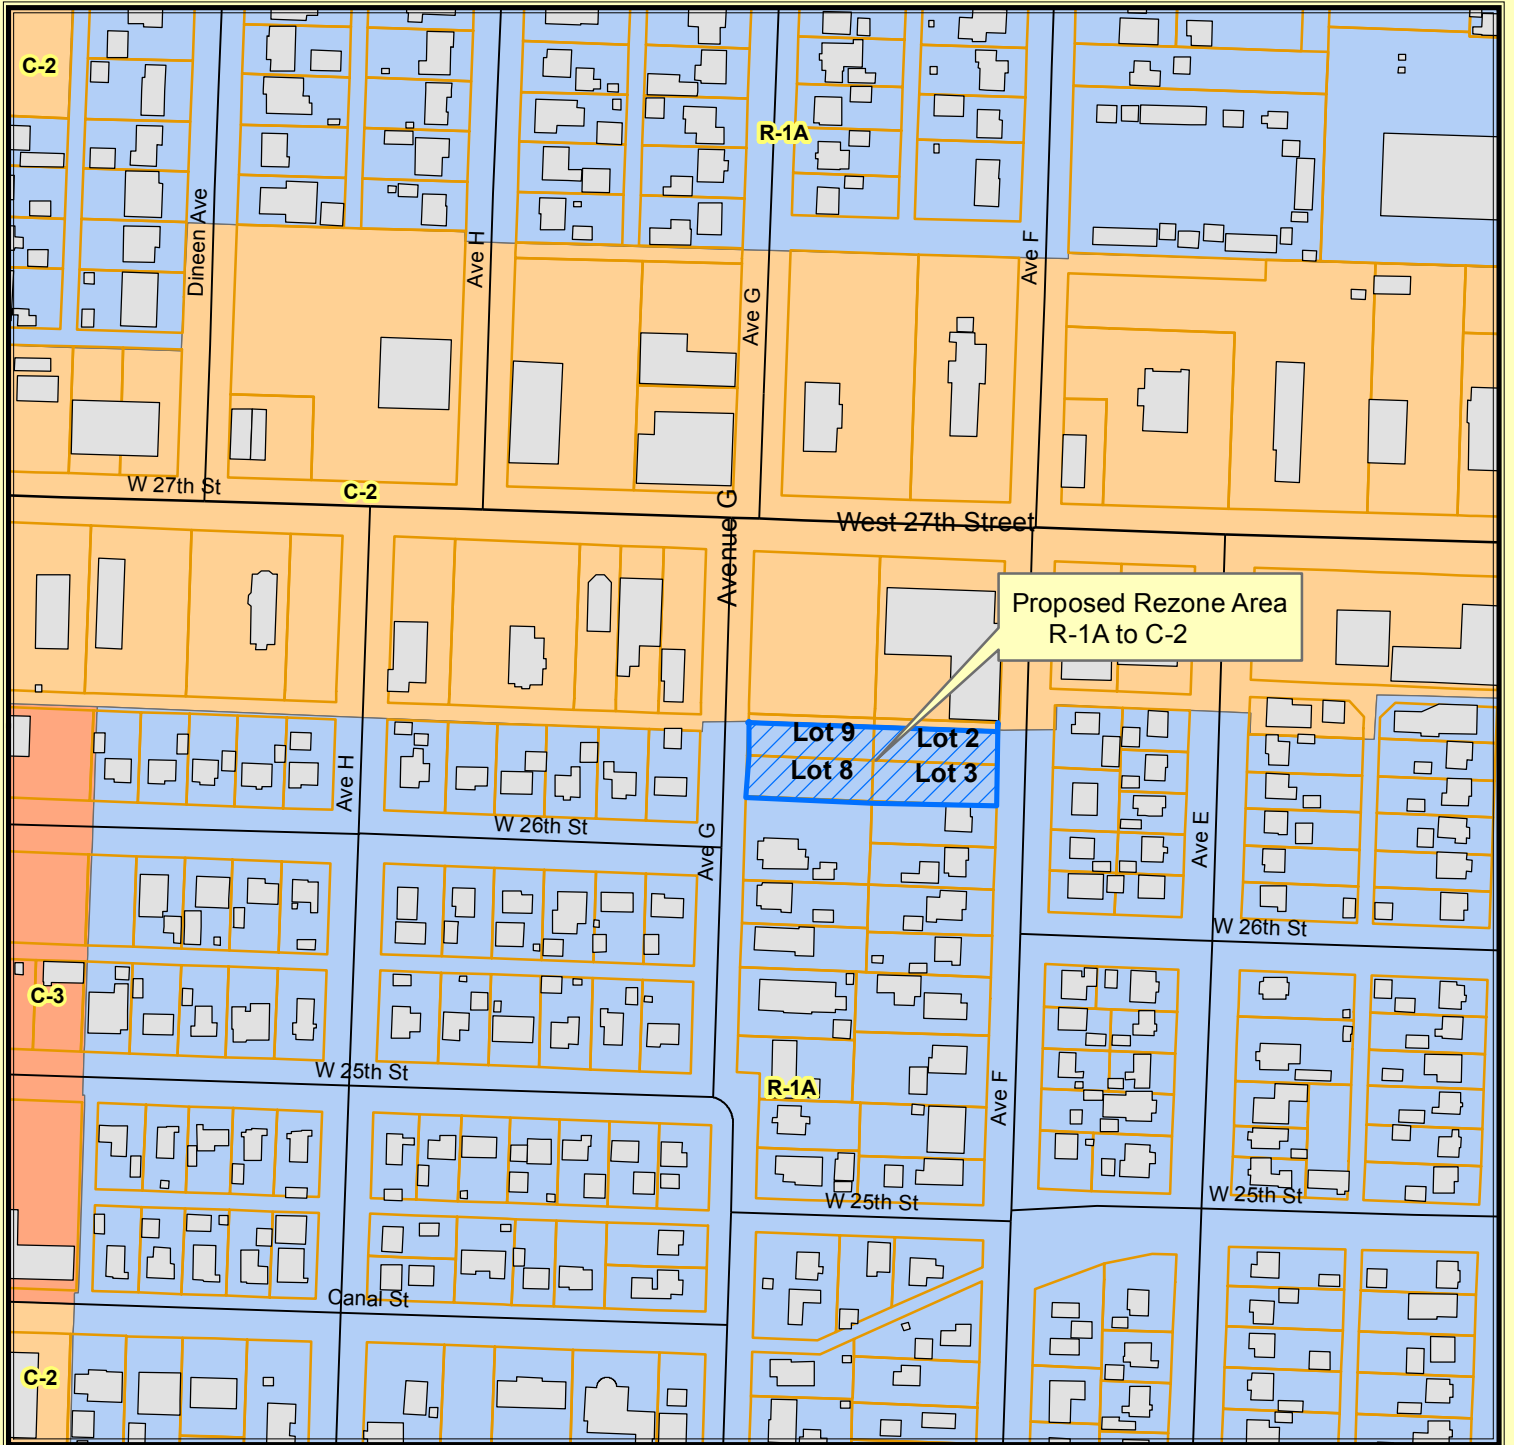 C-2
R-1A
Dineen Ave
Ave H
Ave F
Ave G
W 27th St
C-2
Avenue G
West 27th Street
Proposed Rezone Area
R-1A to C-2
Lot 9
Lot 2
Lot 8
Lot 3
Ave H
W 26th St
Ave G
Ave E
W 26th St
C-3
W 25th St
R-1A
Ave F
W 25th St
W 25th St
Canal St
C-2